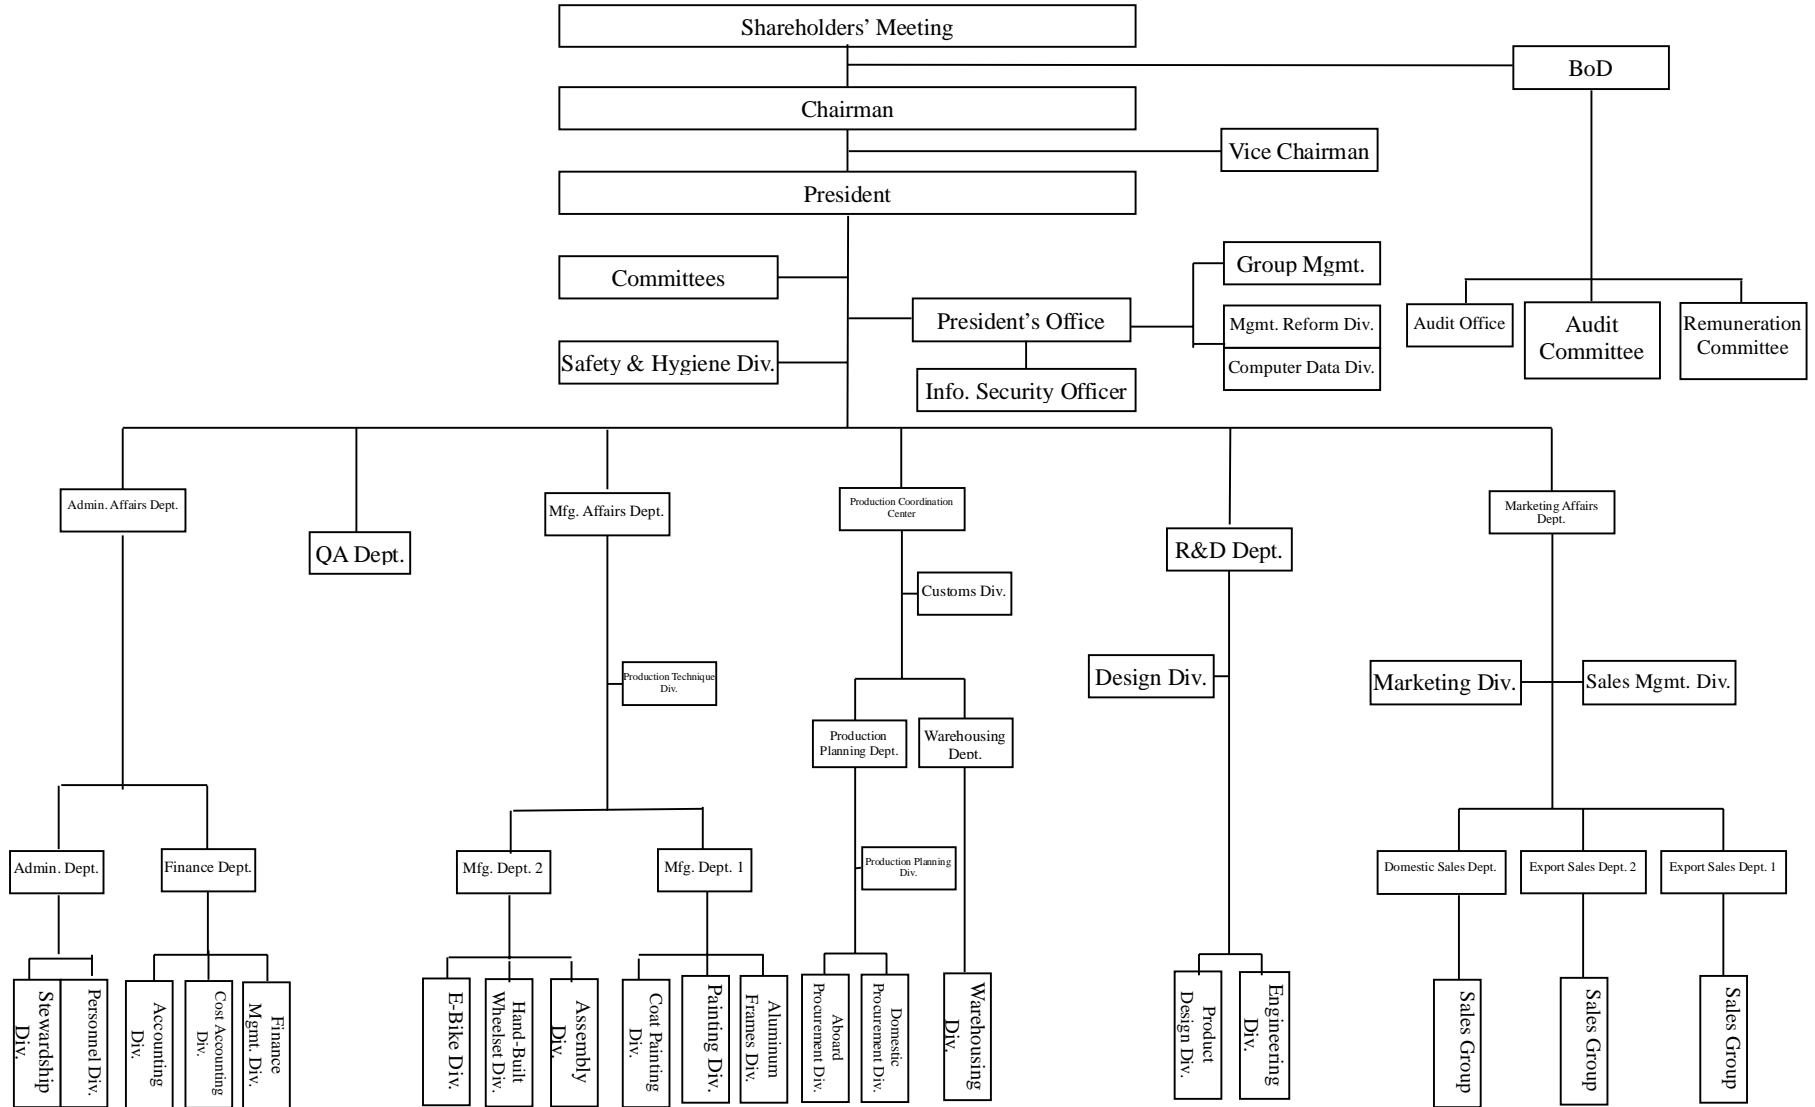 Shareholders' Meeting
BoD
Chairman
Vice Chairman
President
Committees
Group Mgmt.
President's Office
Mgmt. Reform Div.
Audit Office
Audit
Committee
Remuneration
Committee
Safety & Hygiene Div.
Computer Data Div.
Info. Security Officer
Admin. Affairs Dept.
QA Dept.
Mfg. Affairs Dept.
Production Coordination
Center
R&D Dept.
Marketing Affairs
Dept.
Customs Div.
Production Technique
Div.
Design Div.
Marketing Div.
Sales Mgmt. Div.
Production
Planning Dept.
Warehousing
Dept.
Admin. Dept.
Finance Dept.
Mfg. Dept. 2
Mfg. Dept. 1
Production Planning
Div.
Domestic Sales Dept.
Export Sales Dept. 2
Export Sales Dept. 1
Stewardship
Div.
Personnel Div.
Accounting
Div.
Cost Accounting
Div.
Finance
Mgmt. Div.
E-Bike Div.
Hand-Built
Wheelset Div.
Assembly
Div.
Coat Painting
Div.
Painting Div.
Aluminum
Frames Div.
Aboard
Procurement Div.
Domestic
Procurement Div.
Warehousing
Div.
Product
Design Div.
Engineering
Div.
Sales Group
Sales Group
Sales Group